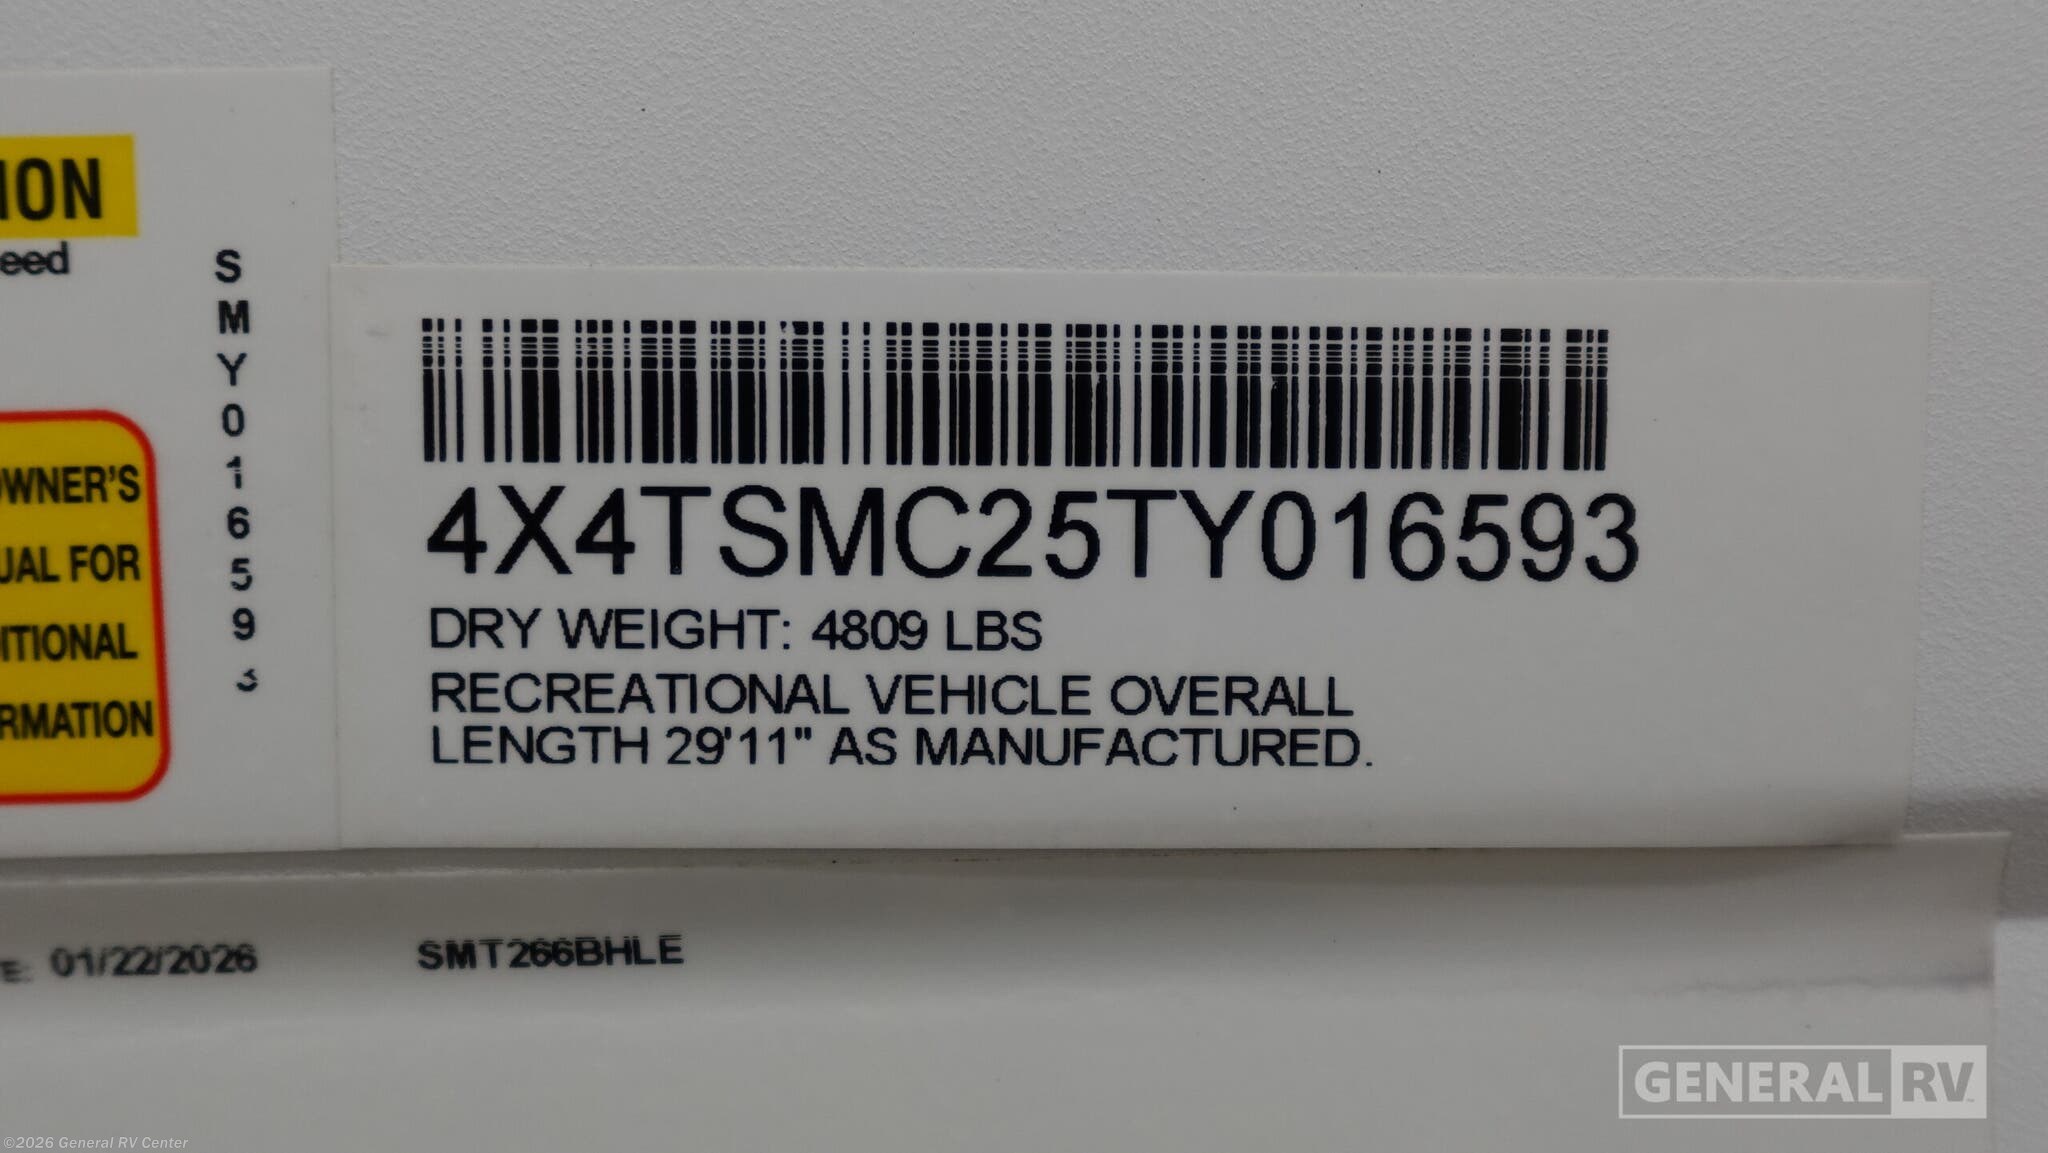 ION
eed
SMY016593
OWNER'S
UAL FOR
ITIONAL
RMATION
4X4TSMC25TY016593
DRY WEIGHT: 4809 LBS
RECREATIONAL VEHICLE OVERALL
LENGTH 29'11" AS MANUFACTURED.
E: 01/22/2026 SMT266BHLE
GENERAL RV
©2026 General RV Center